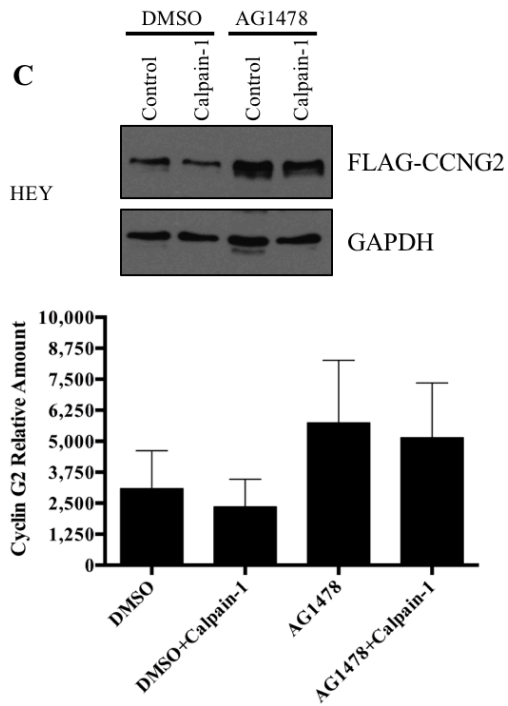 DMSO AG1478
C
Control Calpain-1 Control Calpain-1
FLAG-CCNG2
HEY
GAPDH
Cyclin G2 Relative Amount
10,000
8,750
7,500
6,250
5,000
3,750
2,500
1,250
0
DMSO DMSO+Calpain-1 AG1478 AG1478+Calpain-1